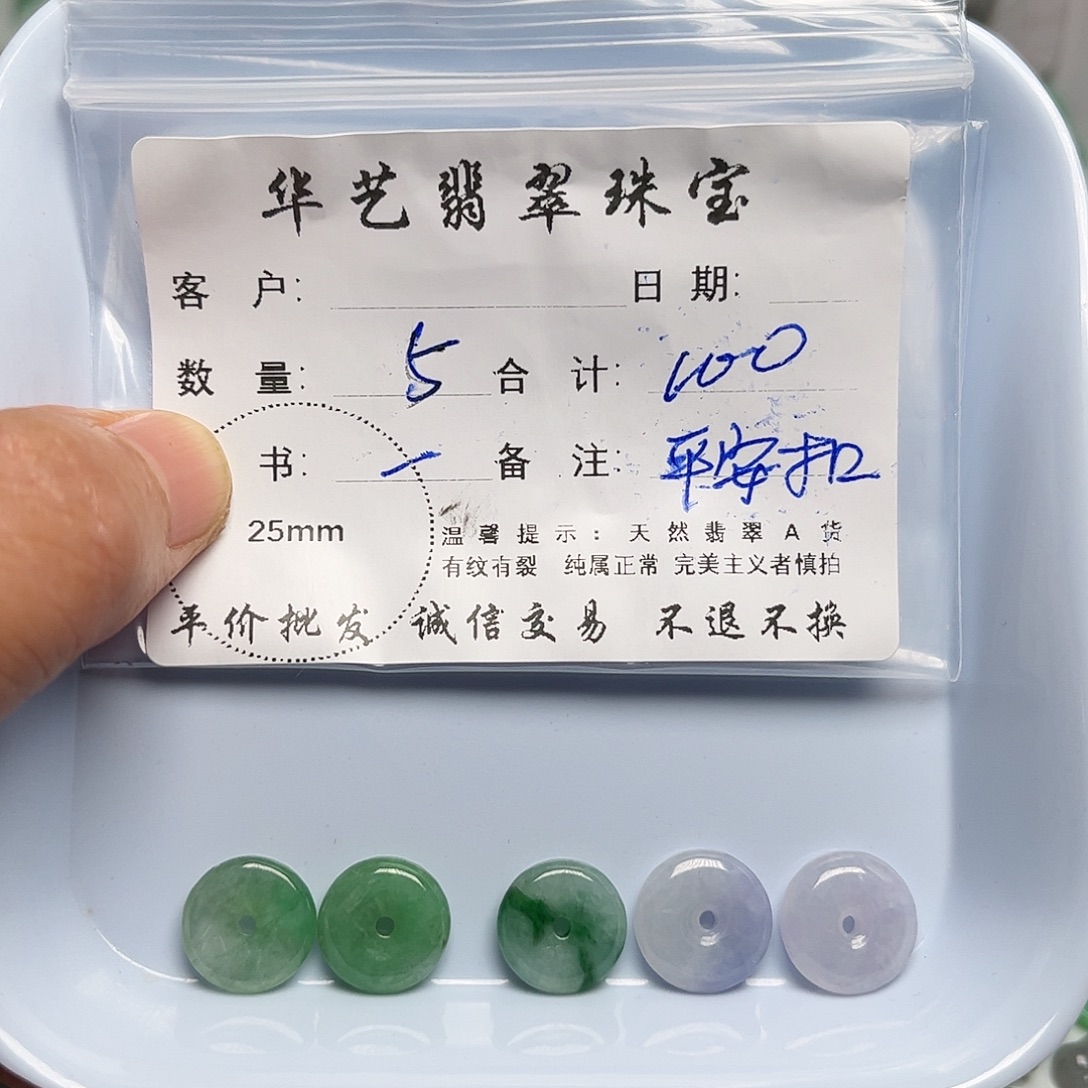 华艺翡翠珠宝
客 户: 日 期:
数 量: 5 合 计: 100
书: 一 备 注: 平安扣
25mm
温馨提示: 天然翡翠A货
有纹有裂 纯属正常 完美主义者慎拍
平价批发 诚信交易 不退不换